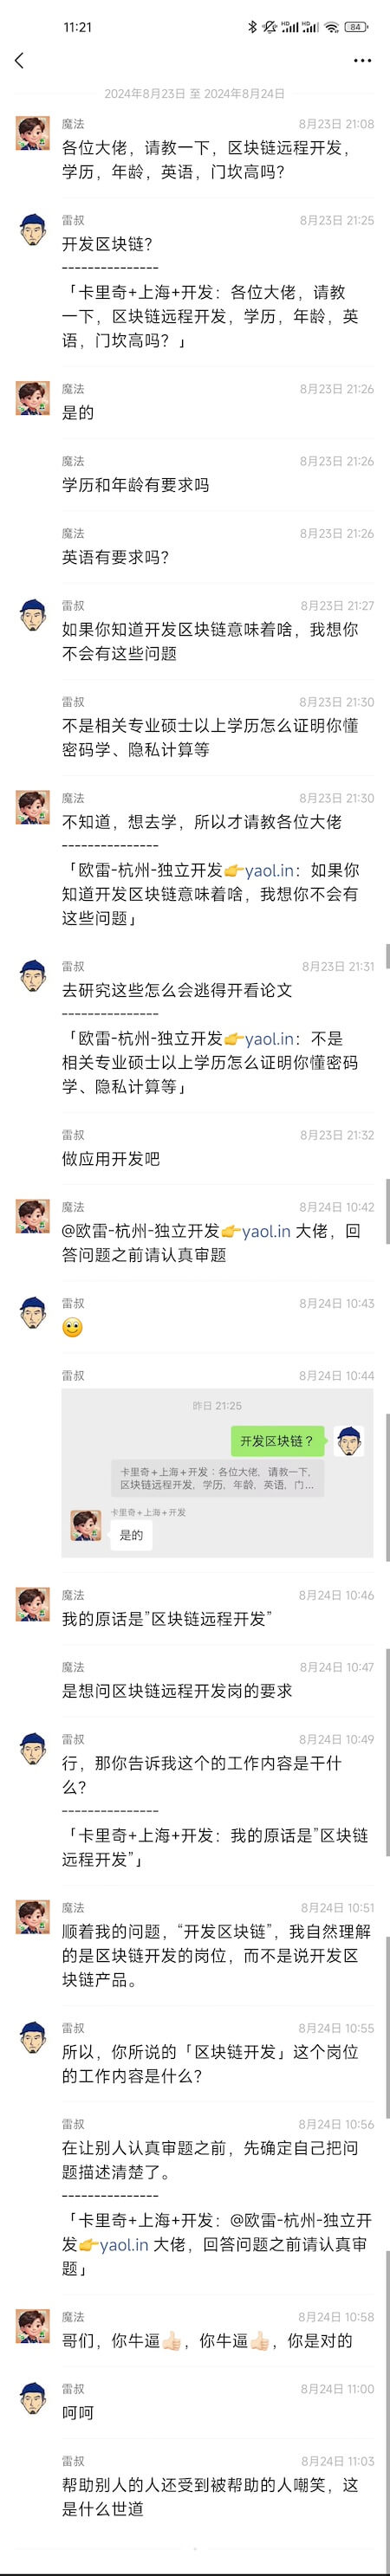 11:21
HD HD 84
2024年8月23日 至 2024年8月24日
魔法 8月23日 21:08
各位大佬，请教一下，区块链远程开发，
学历，年龄，英语，门坎高吗？
雷叔 8月23日 21:25
开发区块链？
---------------
「卡里奇+上海+开发：各位大佬，请教
一下，区块链远程开发，学历，年龄，英
语，门坎高吗？」
魔法 8月23日 21:26
是的
魔法 8月23日 21:26
学历和年龄有要求吗
魔法 8月23日 21:26
英语有要求吗？
雷叔 8月23日 21:27
如果你知道开发区块链意味着啥，我想你
不会有这些问题
雷叔 8月23日 21:30
不是相关专业硕士以上学历怎么证明你懂
密码学、隐私计算等
魔法 8月23日 21:30
不知道，想去学，所以才请教各位大佬
---------------
「欧雷-杭州-独立开发👉yaol.in：如果你
知道开发区块链意味着啥，我想你不会有
这些问题」
雷叔 8月23日 21:31
去研究这些怎么会逃得开看论文
---------------
「欧雷-杭州-独立开发👉yaol.in：不是
相关专业硕士以上学历怎么证明你懂密码
学、隐私计算等」
雷叔 8月23日 21:32
做应用开发吧
魔法 8月24日 10:42
@欧雷-杭州-独立开发👉yaol.in 大佬，回
答问题之前请认真审题
雷叔 8月24日 10:43
🙂
雷叔 8月24日 10:44
昨日 21:25
开发区块链？
卡里奇+上海+开发：各位大佬，请教一下，
区块链远程开发，学历，年龄，英语，门...
卡里奇+上海+开发
是的
魔法 8月24日 10:46
我的原话是”区块链远程开发”
魔法 8月24日 10:47
是想问区块链远程开发岗的要求
雷叔 8月24日 10:49
行，那你告诉我这个的工作内容是干什
么？
---------------
「卡里奇+上海+开发：我的原话是”区块链
远程开发”」
魔法 8月24日 10:51
顺着我的问题，“开发区块链”，我自然理解
的是区块链开发的岗位，而不是说开发区
块链产品。
雷叔 8月24日 10:55
所以，你所说的「区块链开发」这个岗位
的工作内容是什么？
雷叔 8月24日 10:56
在让别人认真审题之前，先确定自己把问
题描述清楚了。
---------------
「卡里奇+上海+开发：@欧雷-杭州-独立开
发👉yaol.in 大佬，回答问题之前请认真审
题」
魔法 8月24日 10:58
哥们，你牛逼👍🏻，你牛逼👍🏻，你是对的
雷叔 8月24日 11:00
呵呵
雷叔 8月24日 11:03
帮助别人的人还受到被帮助的人嘲笑，这
是什么世道